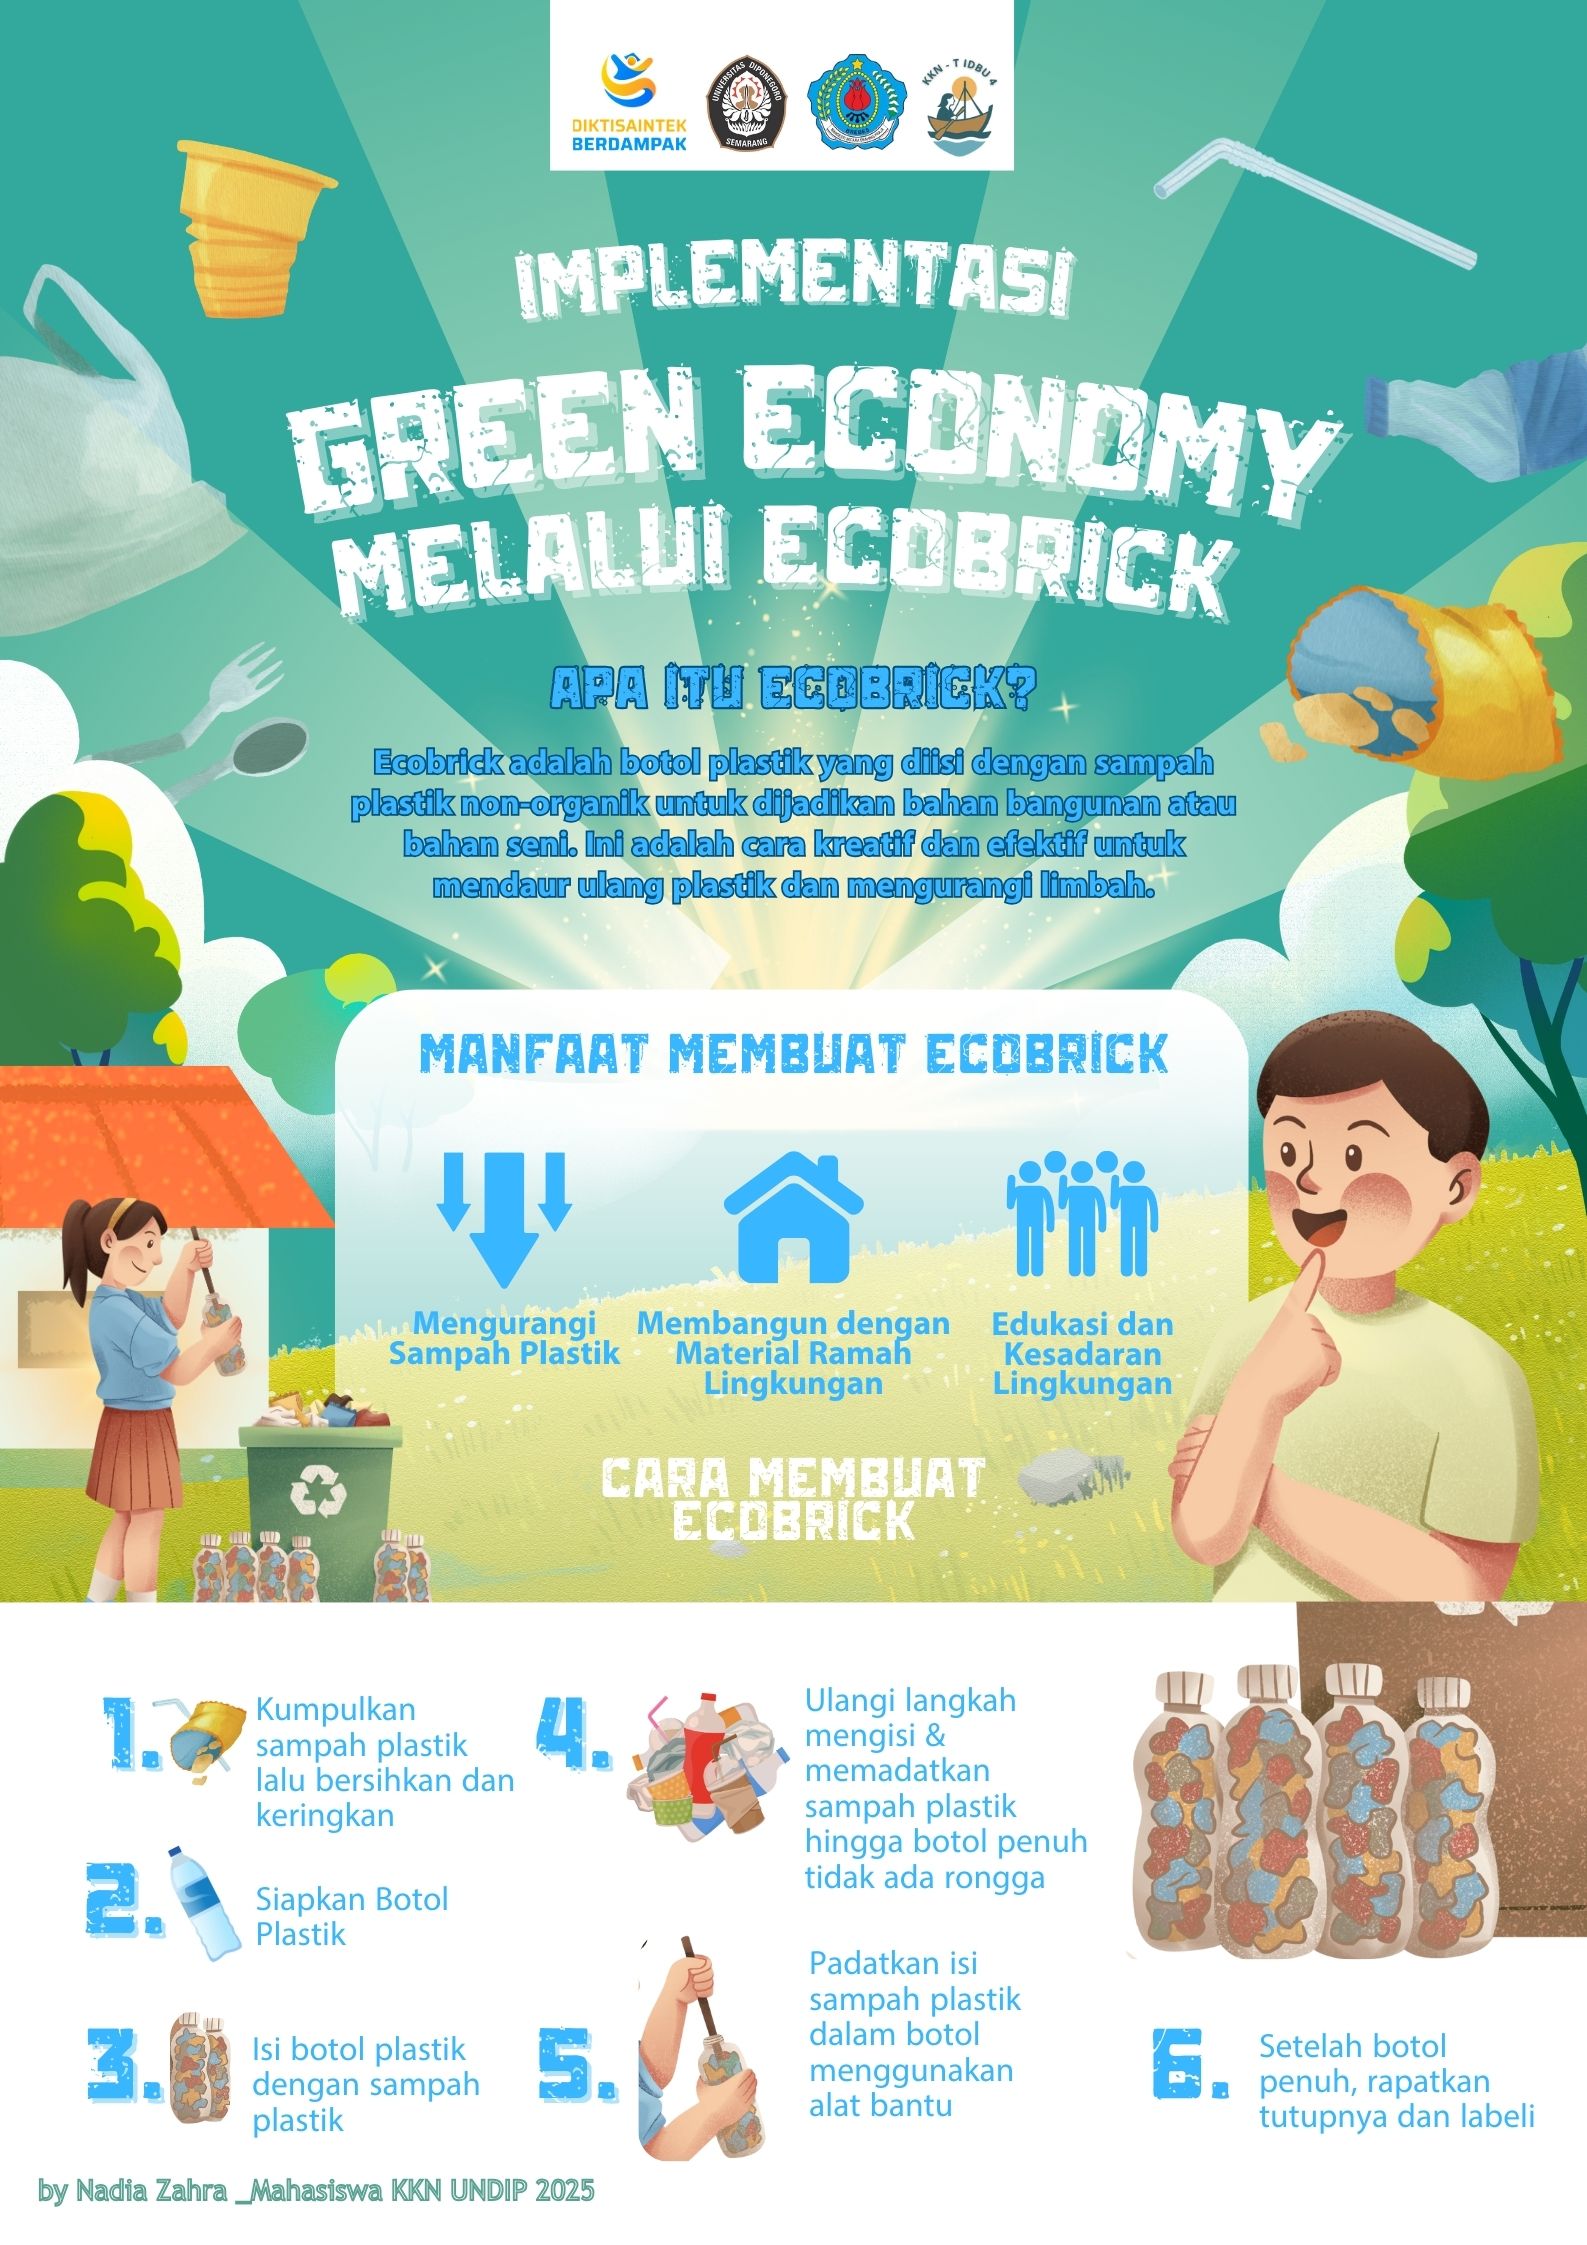 DIKTISAINTEK
BERDAMPAK
UNIVERSITAS DIPONEGORO
SEMARANG
BREBES
KKN - T IDBU 4
IMPLEMENTASI
GREEN ECONOMY
MELALUI ECOBRICK
APA ITU ECOBRICK?
Ecobrick adalah botol plastik yang diisi dengan sampah
plastik non-organik untuk dijadikan bahan bangunan atau
bahan seni. Ini adalah cara kreatif dan efektif untuk
mendaur ulang plastik dan mengurangi limbah.
MANFAAT MEMBUAT ECOBRICK
Mengurangi
Sampah Plastik
Membangun dengan
Material Ramah
Lingkungan
Edukasi dan
Kesadaran
Lingkungan
CARA MEMBUAT
ECOBRICK
1.
Kumpulkan
sampah plastik
lalu bersihkan dan
keringkan
2.
Siapkan Botol
Plastik
3.
Isi botol plastik
dengan sampah
plastik
4.
Ulangi langkah
mengisi &
memadatkan
sampah plastik
hingga botol penuh
tidak ada rongga
5.
Padatkan isi
sampah plastik
dalam botol
menggunakan
alat bantu
6.
Setelah botol
penuh, rapatkan
tutupnya dan labeli
by Nadia Zahra _Mahasiswa KKN UNDIP 2025